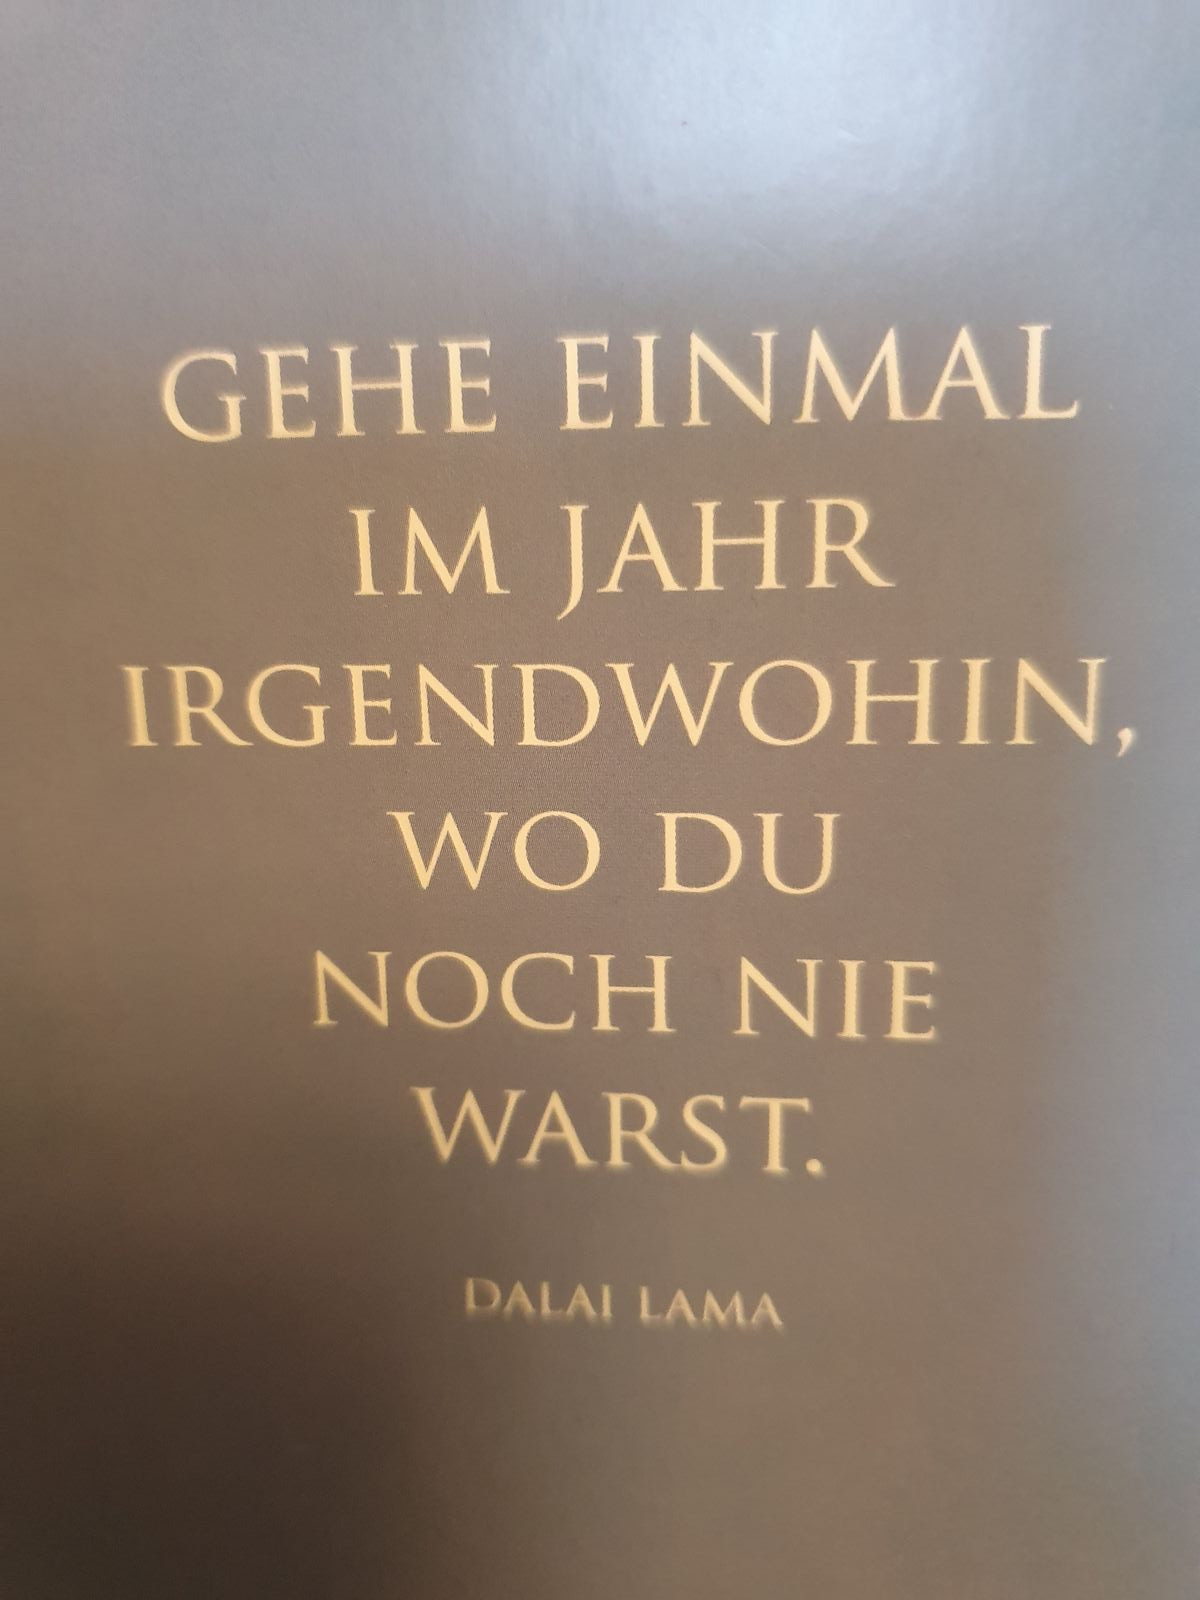 GEHE EINMAL
IM JAHR
IRGENDWOHIN,
WO DU
NOCH NIE
WARST.
DALAI LAMA